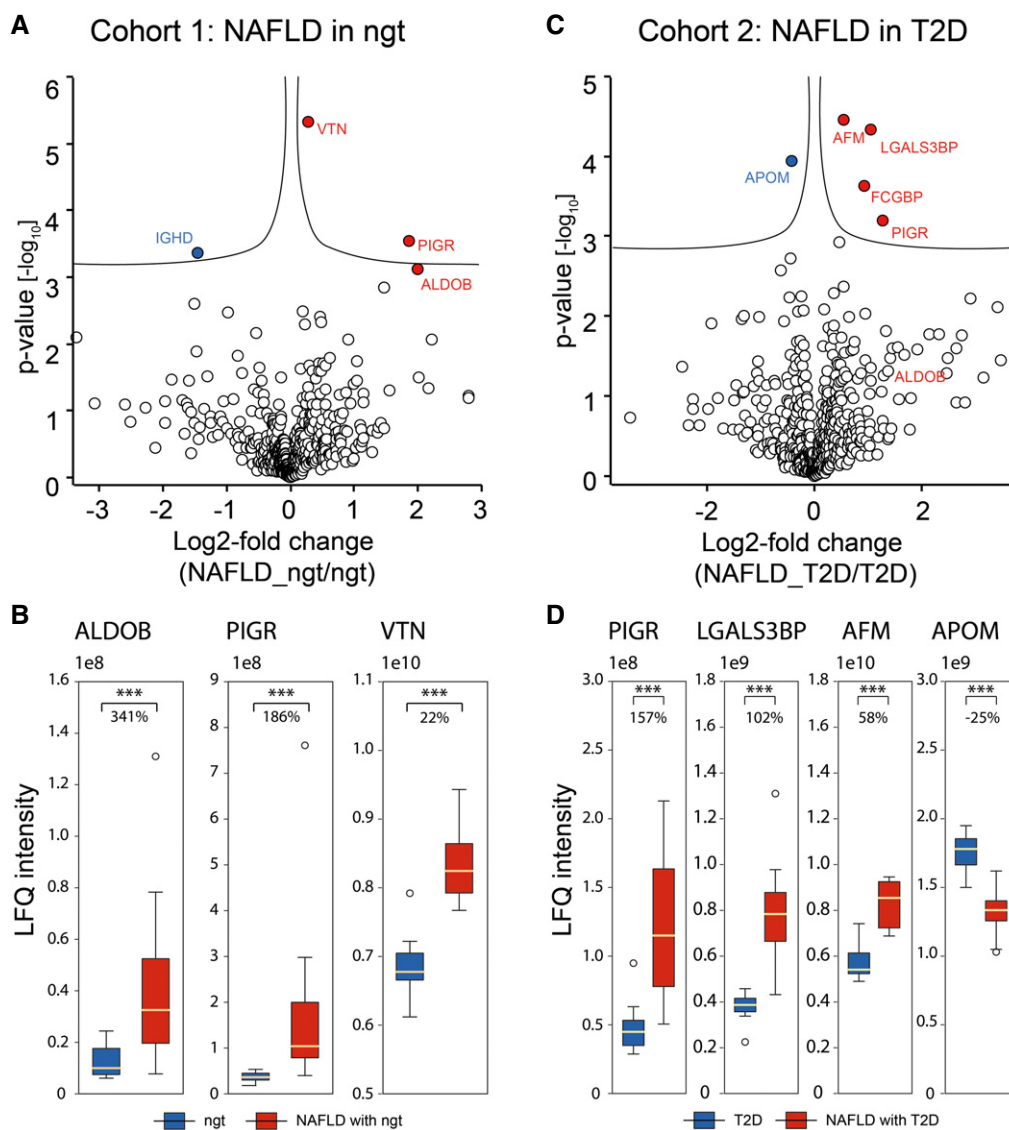 A
Cohort 1: NAFLD in ngt
6
5
4
3
2
1
0
p-value [-log10]
VTN
IGHD
PIGR
ALDOB
-3
-2
-1
0
1
2
3
Log2-fold change
(NAFLD_ngt/ngt)
C
Cohort 2: NAFLD in T2D
5
4
3
2
1
0
p-value [-log10]
AFM
LGALS3BP
APOM
FCGBP
PIGR
ALDOB
-2
0
2
Log2-fold change
(NAFLD_T2D/T2D)
B
LFQ intensity
ALDOB
1e8
1.6
1.4
1.2
1.0
0.8
0.6
0.4
0.2
0
***
341%
PIGR
1e8
9
8
7
6
5
4
3
2
1
0
***
186%
VTN
1e10
1.1
1.0
0.9
0.8
0.7
0.6
0.5
***
22%
ngt
NAFLD with ngt
D
LFQ intensity
PIGR
1e8
3.0
2.5
2.0
1.5
1.0
0.5
0
***
157%
LGALS3BP
1e9
1.8
1.6
1.4
1.2
1.0
0.8
0.6
0.4
0.2
0
***
102%
AFM
1e10
1.8
1.6
1.4
1.2
1.0
0.8
0.6
0.4
0.2
0
***
58%
APOM
1e9
3.0
2.5
2.0
1.5
1.0
0.5
0
***
-25%
T2D
NAFLD with T2D